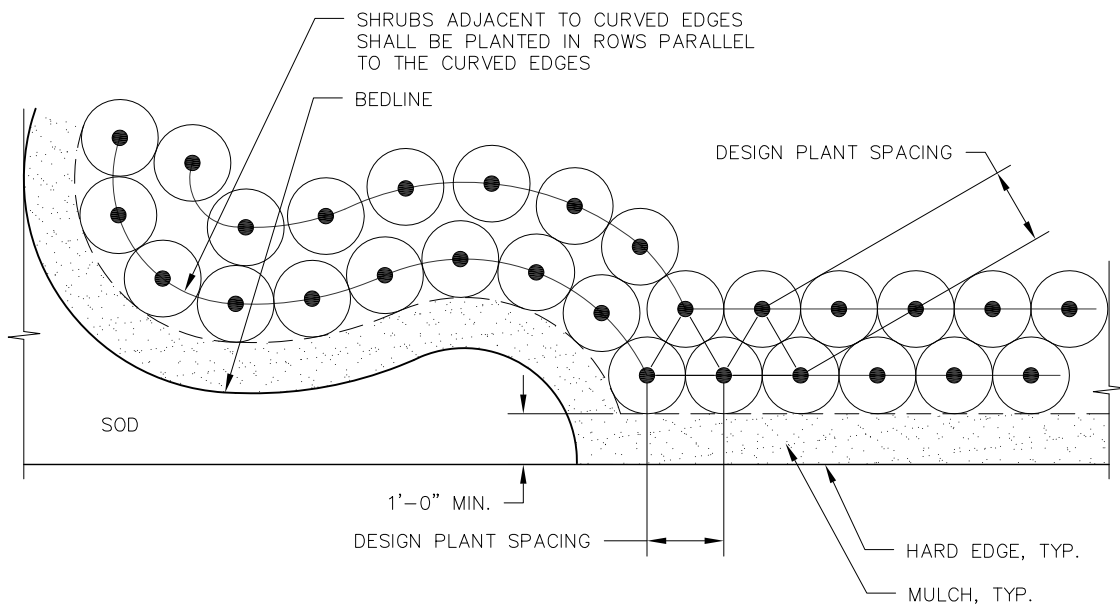 SHRUBS ADJACENT TO CURVED EDGES
SHALL BE PLANTED IN ROWS PARALLEL
TO THE CURVED EDGES
BEDLINE
DESIGN PLANT SPACING
SOD
1'-0" MIN.
DESIGN PLANT SPACING
HARD EDGE, TYP.
MULCH, TYP.